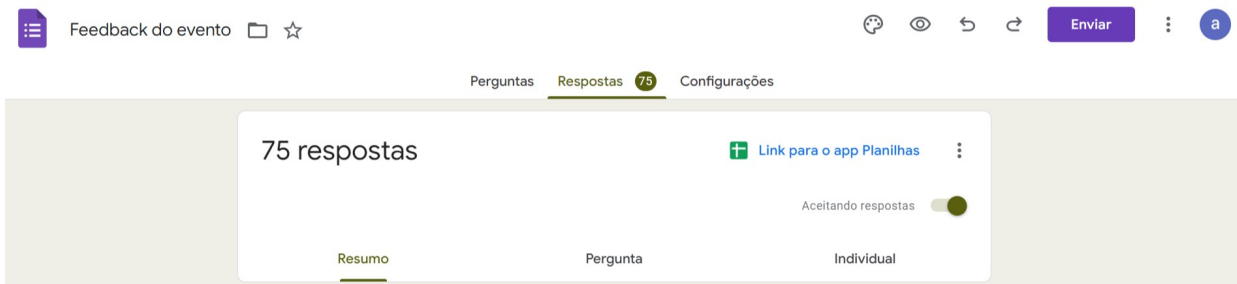 Feedback do evento
Enviar
a
Perguntas Respostas 75 Configurações
75 respostas
Link para o app Planilhas
Aceitando respostas
Resumo Pergunta Individual